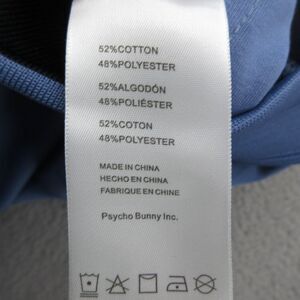 52%COTTON
48%POLYESTER
52%ALGODÓN
48%POLIÉSTER
52%COTON
48%POLYESTER
MADE IN CHINA
HECHO EN CHINA
FABRIQUE EN CHINE
Psycho Bunny Inc.